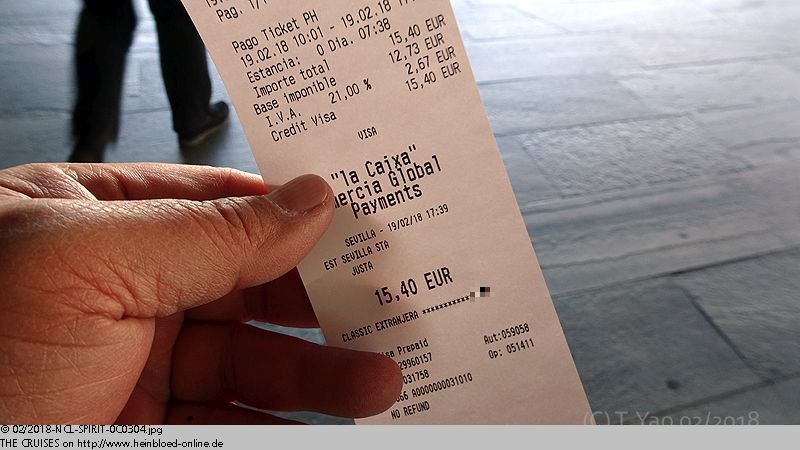 Pag. 1/1
Pago Ticket PH
19.02.18 10:01 - 19.02.18
Estancia: 0 Dia. 07:38
Importe total 15,40 EUR
Base imponible 12,73 EUR
I.V.A. 21,00 % 2,67 EUR
Credit Visa 15,40 EUR
VISA
"la Caixa"
mercia Global
Payments
SEVILLA - 19/02/18 17:39
EST SEVILLA STA
JUSTA
15,40 EUR
CLASSIC EXTRANJERA ***********
Prepaid
29960157 Aut:059058
031758 Op: 051411
A0000000031010
NO REFUND
(C) T. Yao 02/2018
© 02/2018-NCL-SPIRIT-0C0304.jpg
THE CRUISES on http://www.heinbloed-online.de